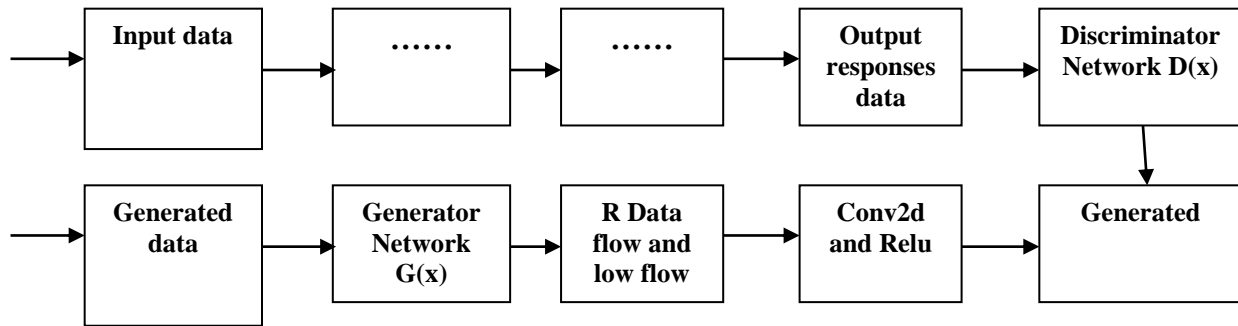 Input data
......
......
Output
responses
data
Discriminator
Network D(x)
Generated
data
Generator
Network
G(x)
R Data
flow and
low flow
Conv2d
and Relu
Generated